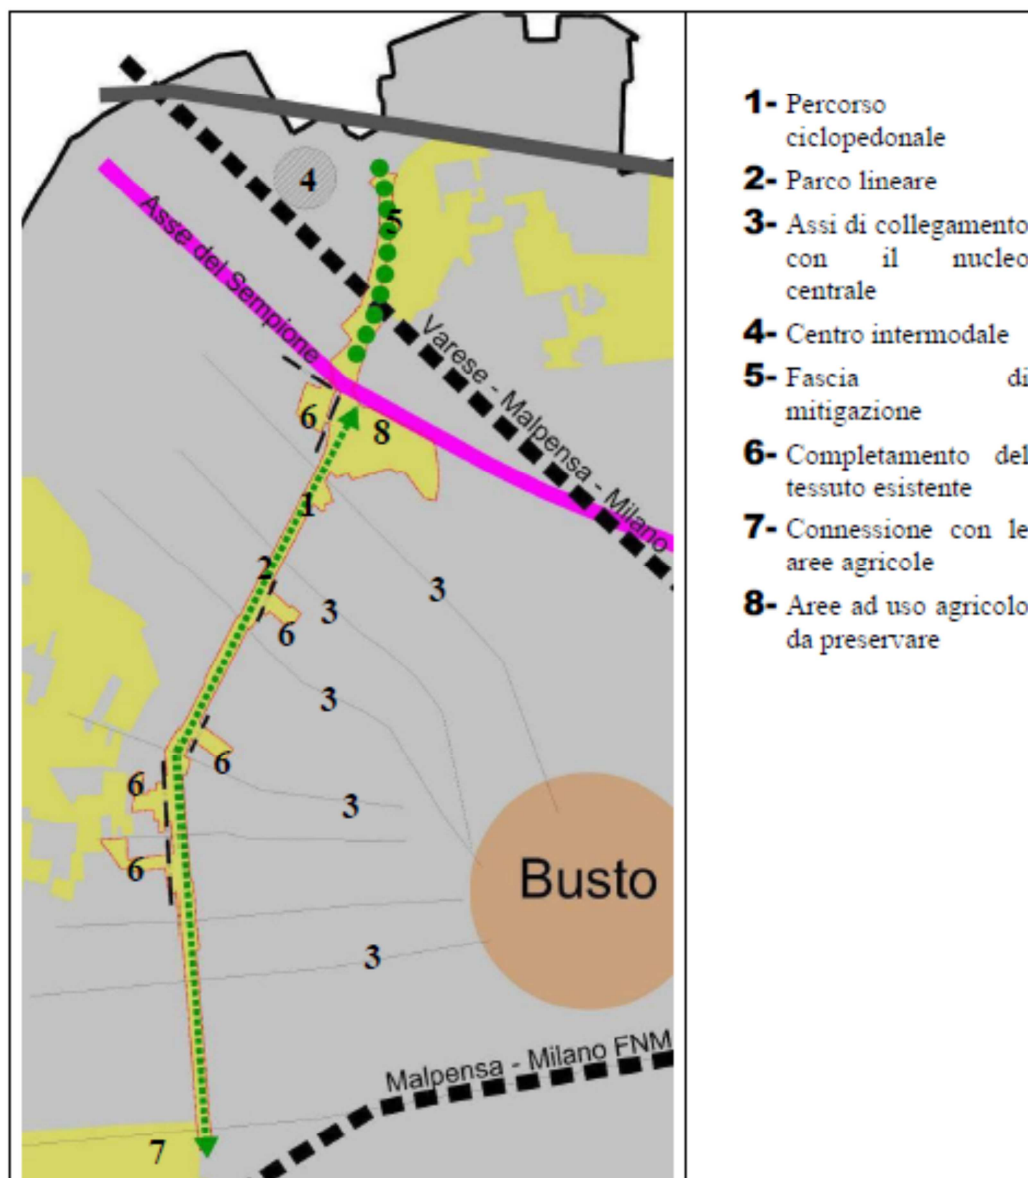 4
5
Asse del Sempione
Varese - Malpensa - Milano
6
8
1
2
3
3
6
3
6
6
3
6
Busto
3
Malpensa - Milano FNM
7
1- Percorso
ciclopedonale
2- Parco lineare
3- Assi di collegamento
con il nucleo
centrale
4- Centro intermodale
5- Fascia di
mitigazione
6- Completamento del
tessuto esistente
7- Connessione con le
aree agricole
8- Aree ad uso agricolo
da preservare